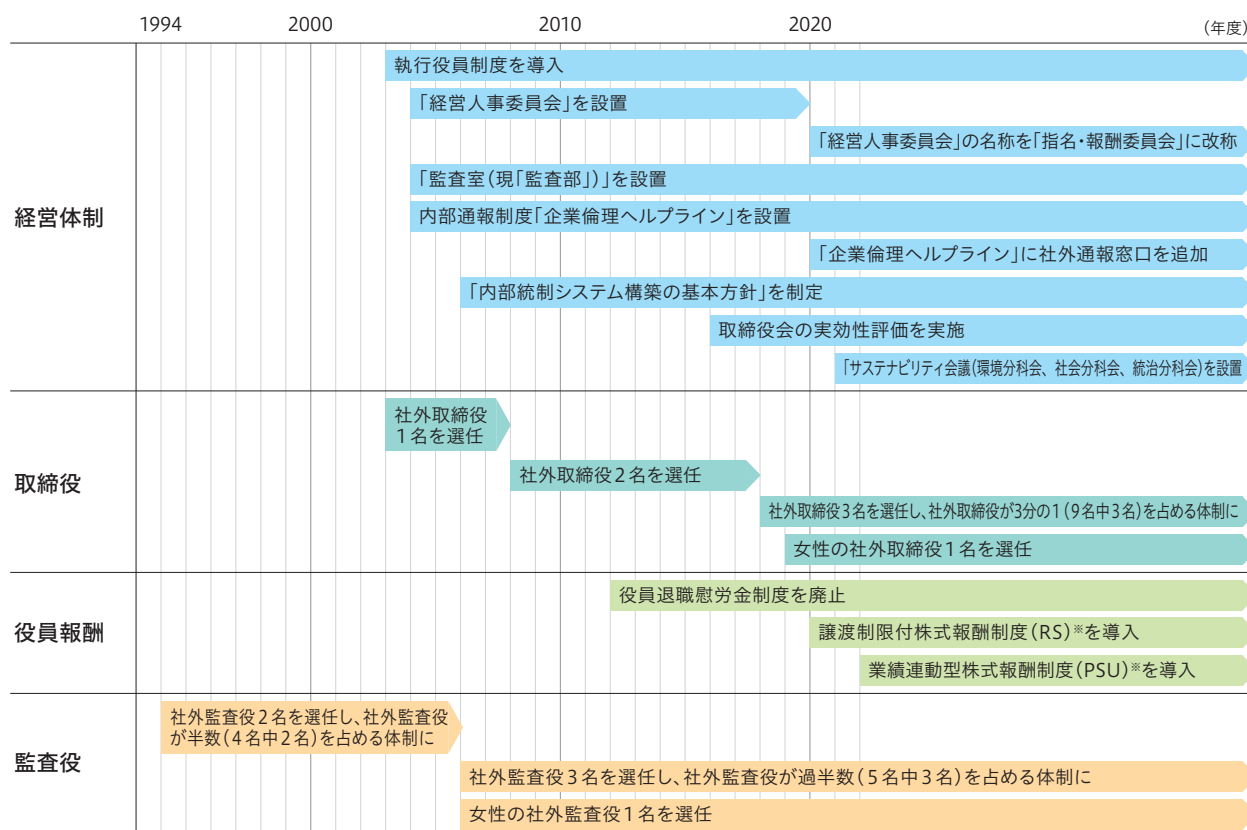 1994 2000 2010 2020 (年度)
経営体制
執行役員制度を導入
「経営人事委員会」を設置
「経営人事委員会」の名称を「指名・報酬委員会」に改称
「監査室(現「監査部」)」を設置
内部通報制度「企業倫理ヘルプライン」を設置
「企業倫理ヘルプライン」に社外通報窓口を追加
「内部統制システム構築の基本方針」を制定
取締役会の実効性評価を実施
「サステナビリティ会議(環境分科会、社会分科会、統治分科会)を設置
取締役
社外取締役
1名を選任
社外取締役2名を選任
社外取締役3名を選任し、社外取締役が3分の1(9名中3名)を占める体制に
女性の社外取締役1名を選任
役員報酬
役員退職慰労金制度を廃止
譲渡制限付株式報酬制度(RS)※を導入
業績連動型株式報酬制度(PSU)※を導入
監査役
社外監査役2名を選任し、社外監査役
が半数(4名中2名)を占める体制に
社外監査役3名を選任し、社外監査役が過半数(5名中3名)を占める体制に
女性の社外監査役1名を選任